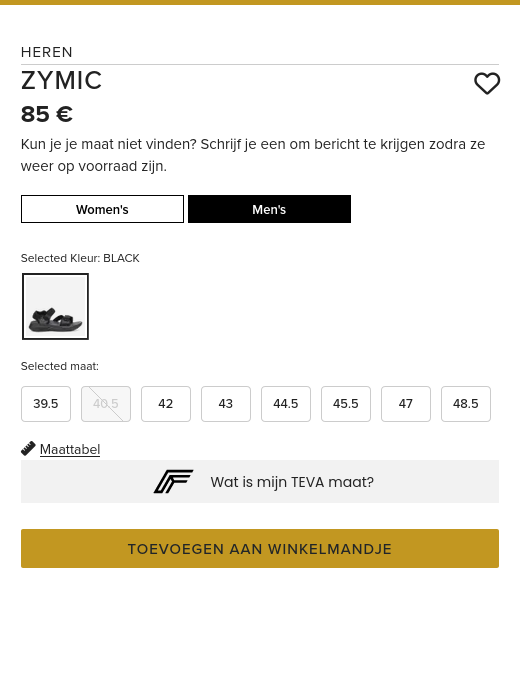 HEREN
ZYMIC
85 €
Kun je je maat niet vinden? Schrijf je een om bericht te krijgen zodra ze
weer op voorraad zijn.
Women's Men's
Selected Kleur: BLACK
Selected maat:
39.5 40.5 42 43 44.5 45.5 47 48.5
Maattabel
Wat is mijn TEVA maat?
TOEVOEGEN AAN WINKELMANDJE